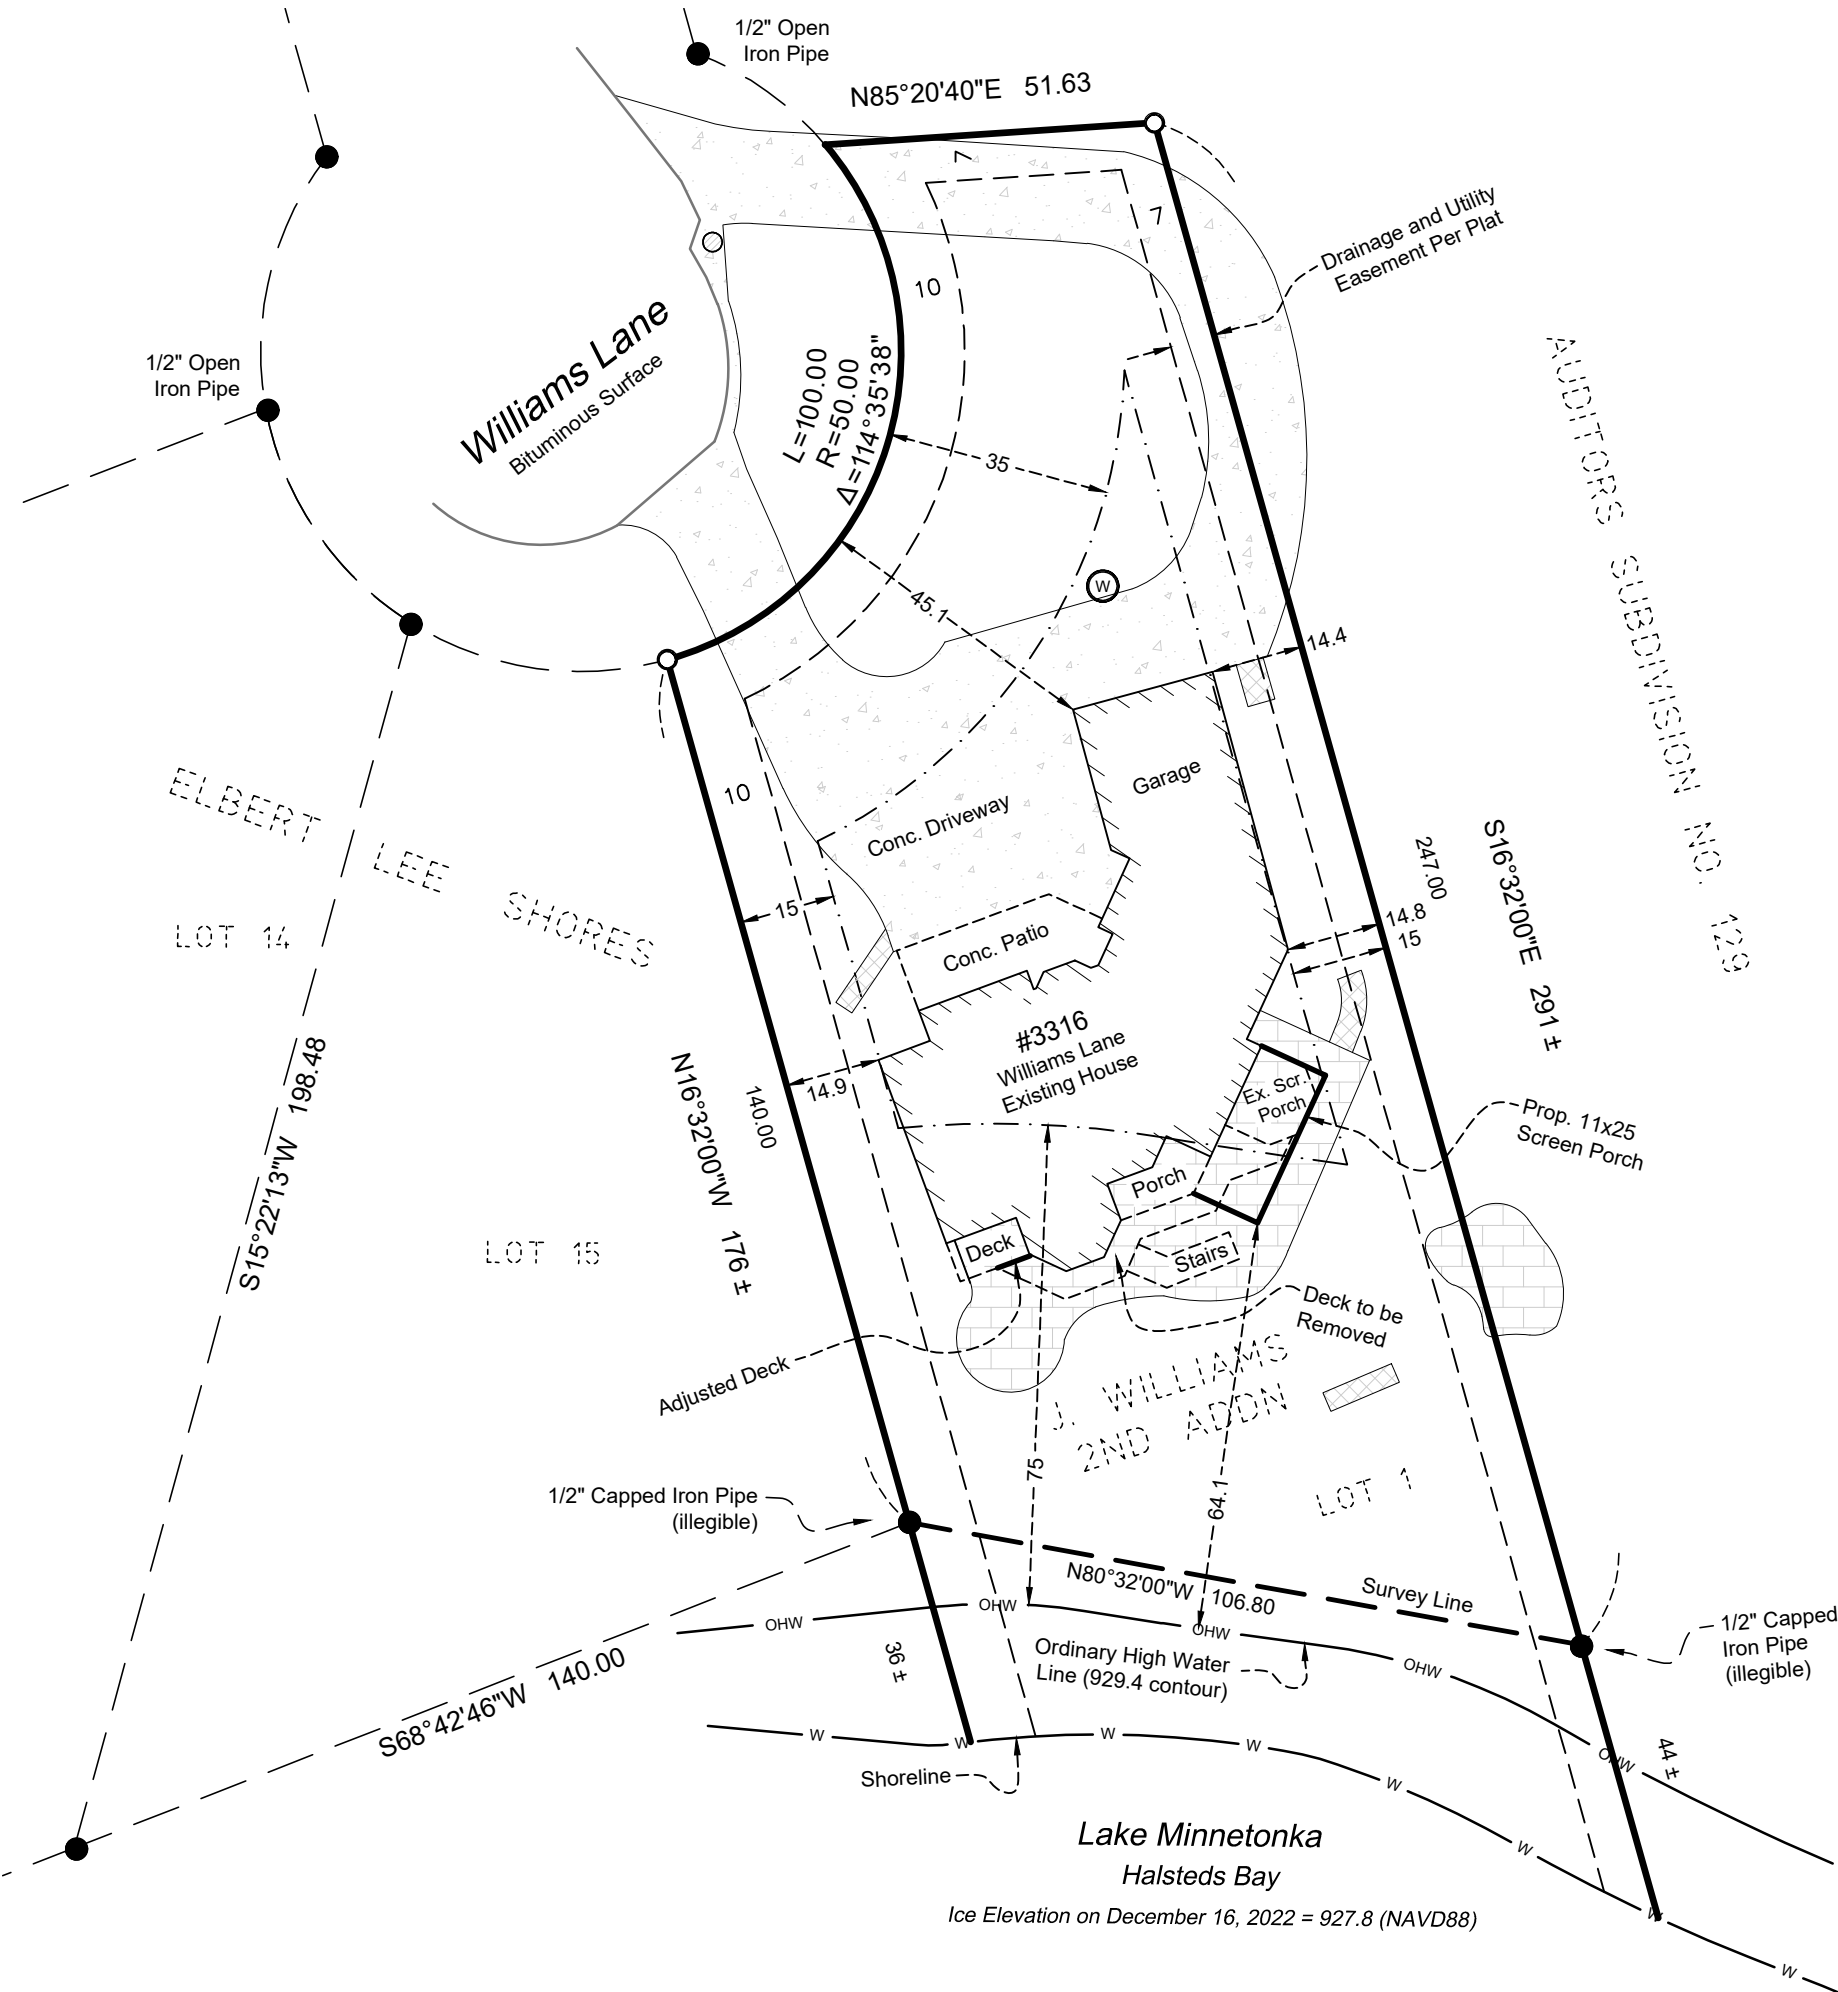 1/2" Open
Iron Pipe
N85°20'40"E 51.63
7
7
Drainage and Utility
Easement Per Plat
10
1/2" Open
Iron Pipe
Williams Lane
Bituminous Surface
L=100.00
R=50.00
Δ=114°35'38"
35
AUDITORS SUBDIVISION NO. 129
W
45.1
14.4
10
Garage
Conc. Driveway
ELBERT LEE SHORES
LOT 14
247.00
S16°32'00"E 291±
15
14.8
15
Conc. Patio
#3316
Williams Lane
Existing House
S15°22'13"W 198.48
N16°32'00"W 176±
140.00
14.9
Ex. Scr.
Porch
Prop. 11x25
Screen Porch
Porch
LOT 15
Deck
Stairs
Deck to be
Removed
Adjusted Deck
J. WILLIAMS
2ND ADDN
LOT 1
75
64.1
1/2" Capped Iron Pipe
(illegible)
N80°32'00"W 106.80
Survey Line
1/2" Capped
Iron Pipe
(illegible)
OHW
OHW
OHW
OHW
OHW
Ordinary High Water
Line (929.4 contour)
36±
44±
S68°42'46"W 140.00
W
W
W
W
W
W
W
W
Shoreline
Lake Minnetonka
Halsteds Bay
Ice Elevation on December 16, 2022 = 927.8 (NAVD88)